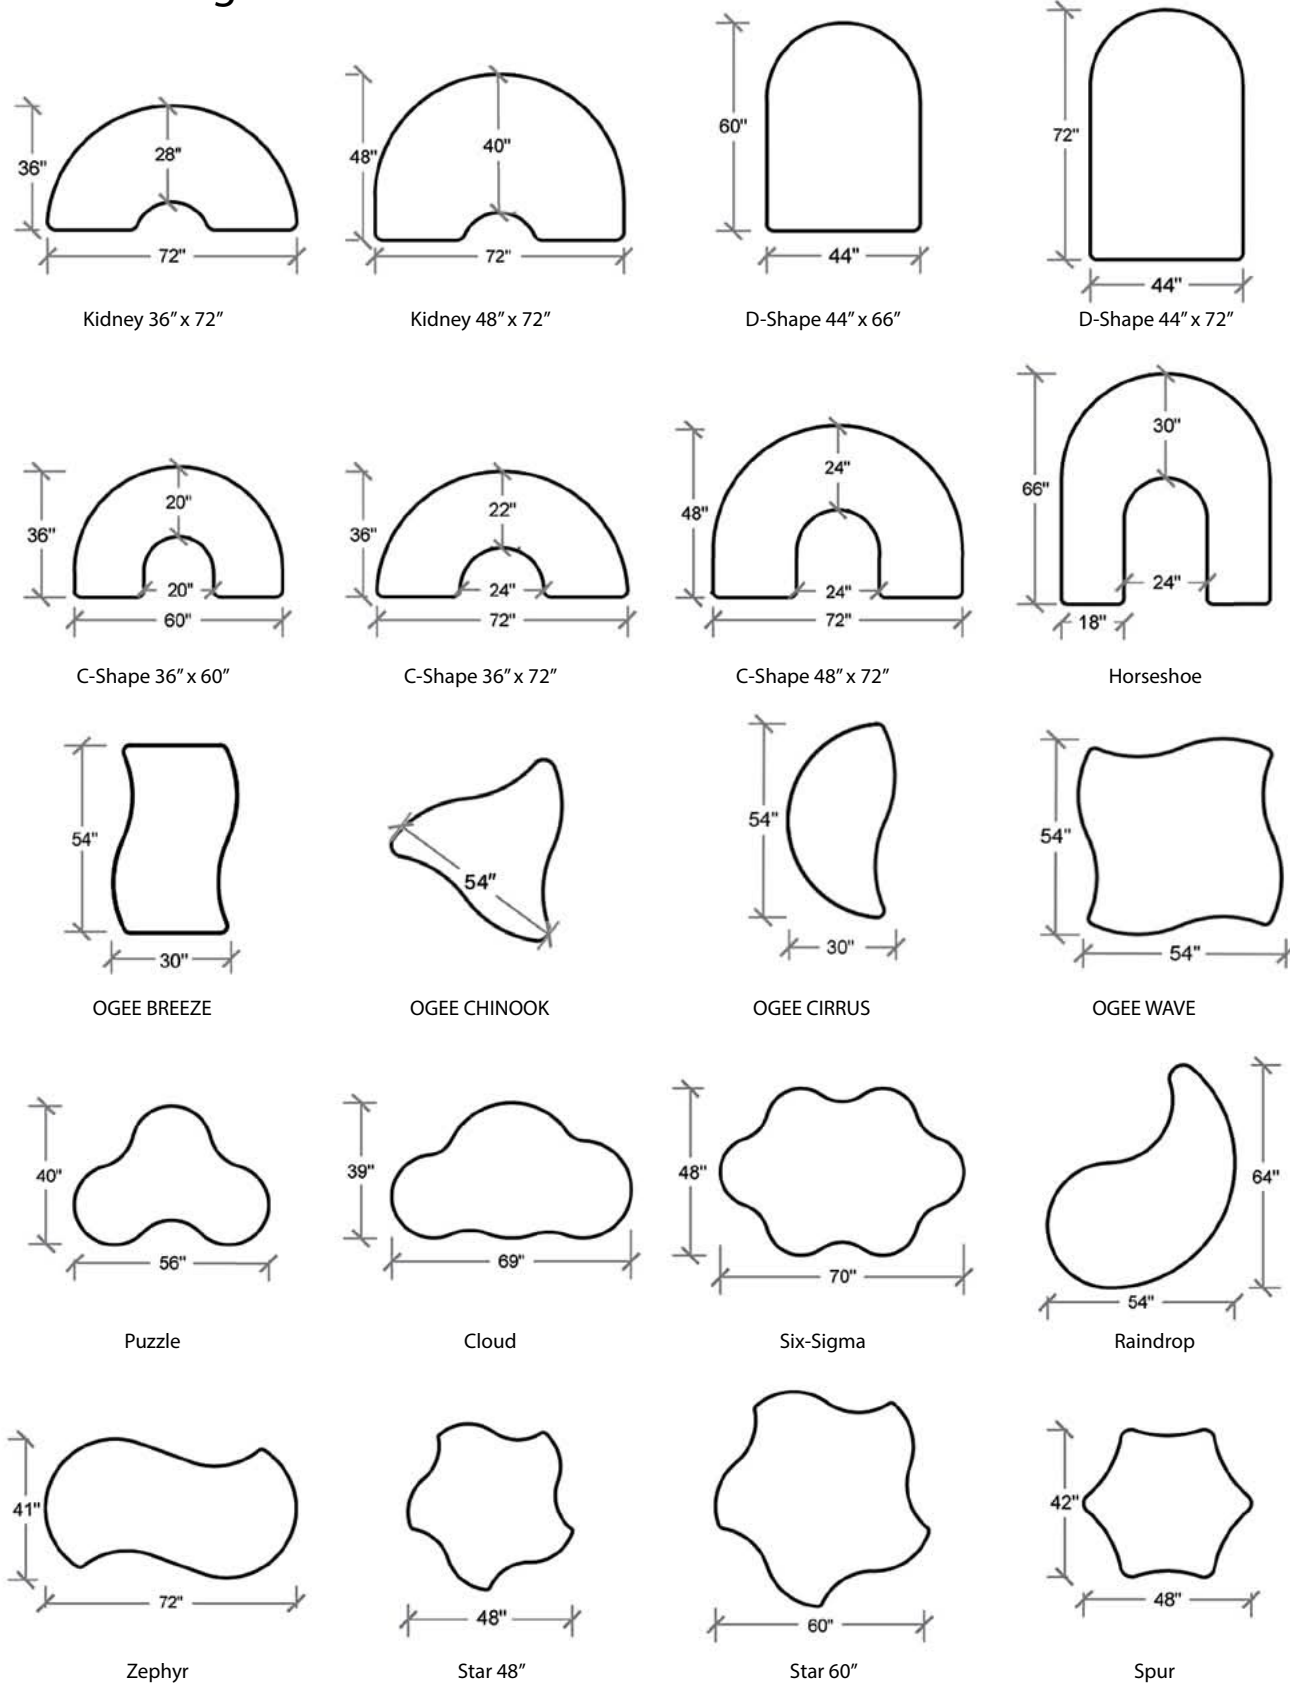 60"
72"
36"
28"
48"
40"
72"
72"
44"
44"
Kidney 36" x 72"
Kidney 48" x 72"
D-Shape 44" x 66"
D-Shape 44" x 72"
36"
20"
20"
60"
36"
22"
24"
72"
48"
24"
24"
72"
66"
30"
24"
18"
C-Shape 36" x 60"
C-Shape 36" x 72"
C-Shape 48" x 72"
Horseshoe
54"
30"
54"
54"
30"
54"
54"
OGEE BREEZE
OGEE CHINOOK
OGEE CIRRUS
OGEE WAVE
40"
56"
39"
69"
48"
70"
64"
54"
Puzzle
Cloud
Six-Sigma
Raindrop
41"
72"
48"
60"
42"
48"
Zephyr
Star 48"
Star 60"
Spur